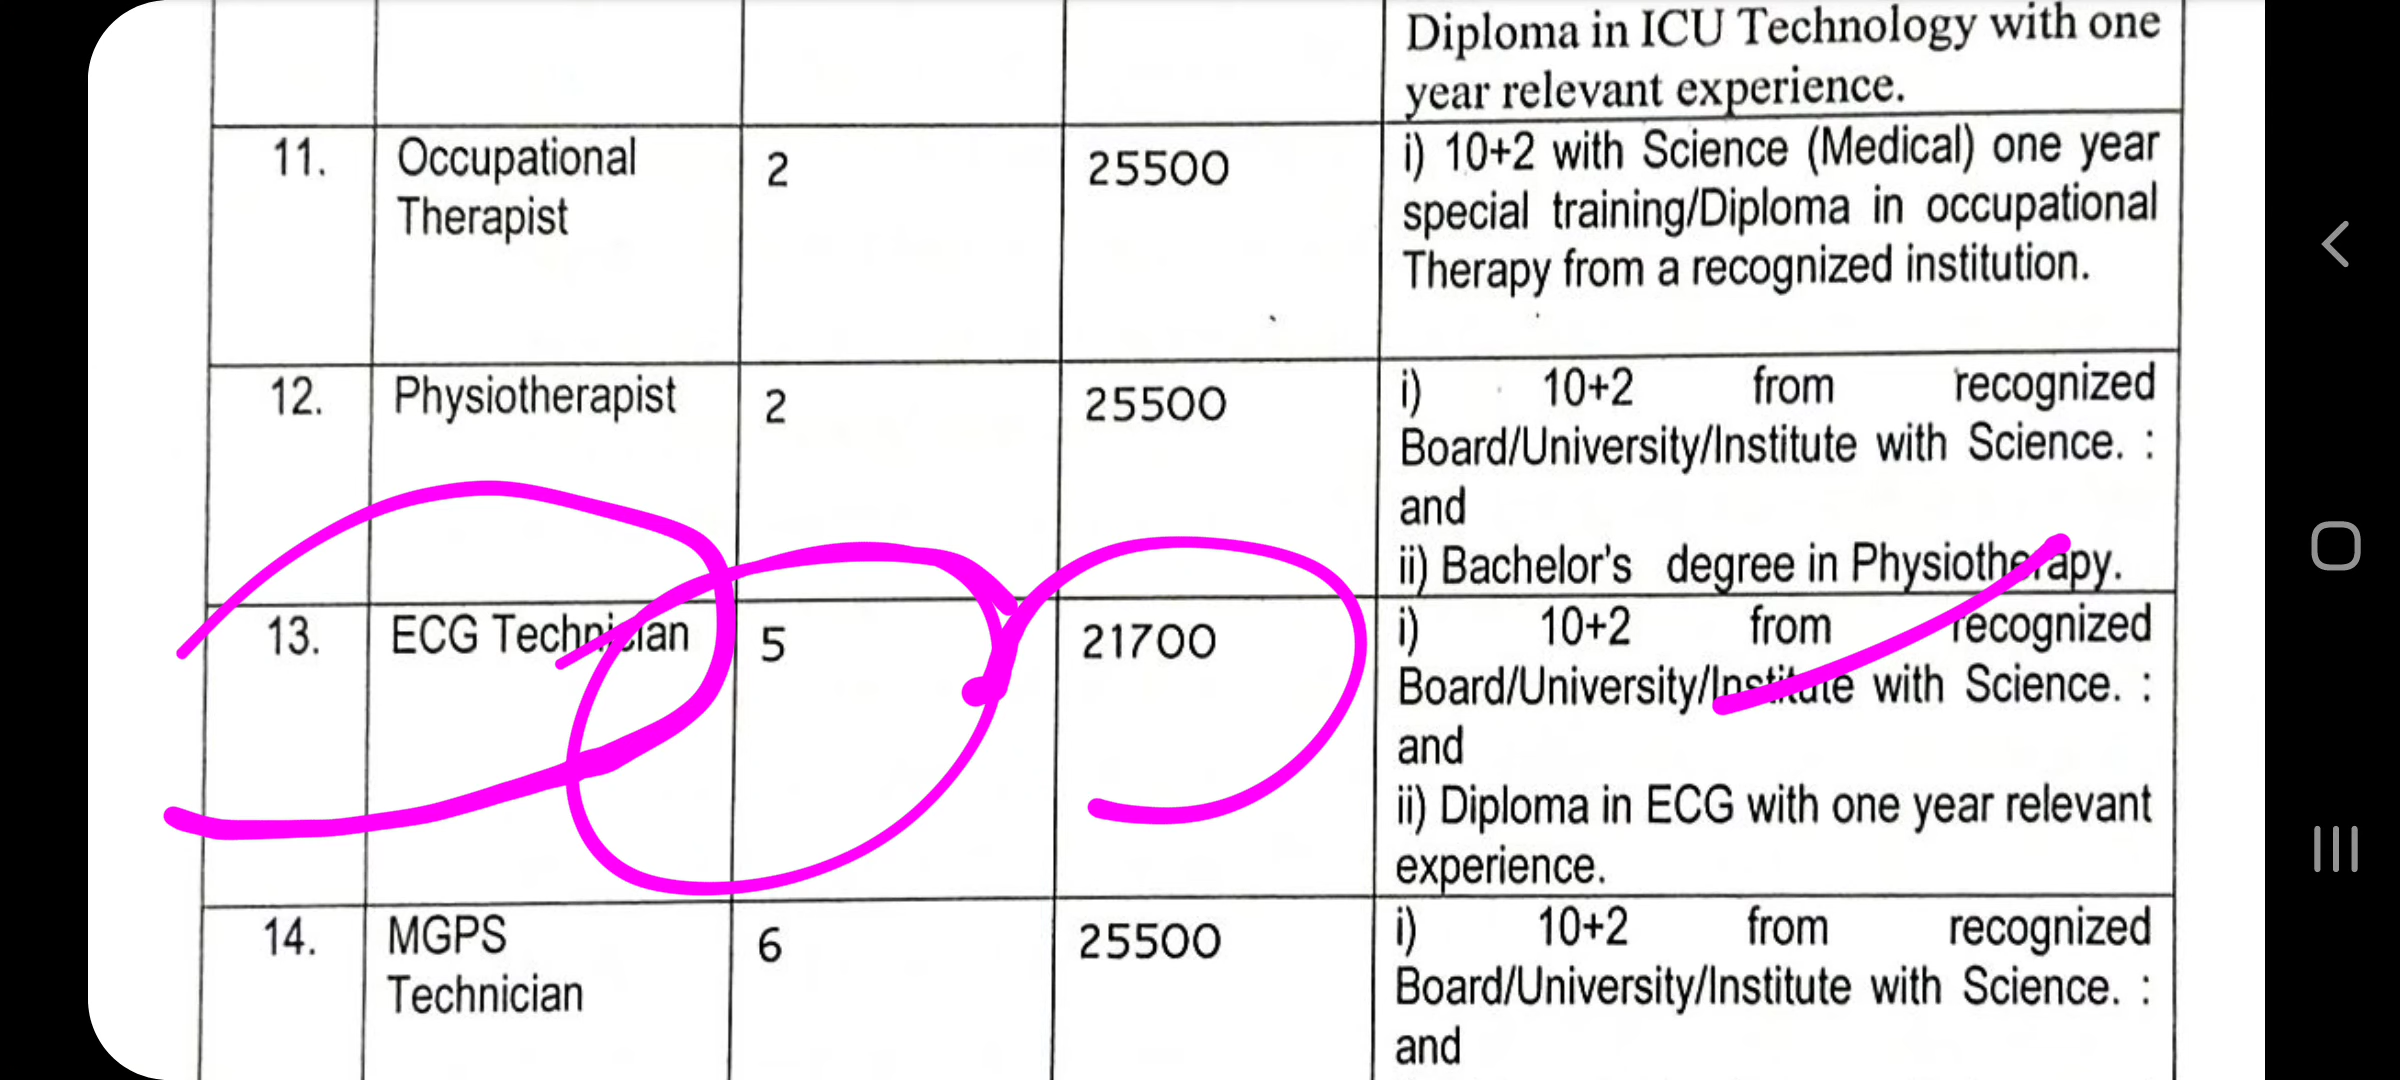 Diploma in ICU Technology with one
year relevant experience.
11.
Occupational
Therapist
2
25500
i) 10+2 with Science (Medical) one year
special training/Diploma in occupational
Therapy from a recognized institution.
12.
Physiotherapist
2
25500
i) 10+2 from recognized
Board/University/Institute with Science. :
and
ii) Bachelor's degree in Physiotherapy.
13.
ECG Technician
5
21700
i) 10+2 from recognized
Board/University/Institute with Science. :
and
ii) Diploma in ECG with one year relevant
experience.
14.
MGPS
Technician
6
25500
i) 10+2 from recognized
Board/University/Institute with Science. :
and